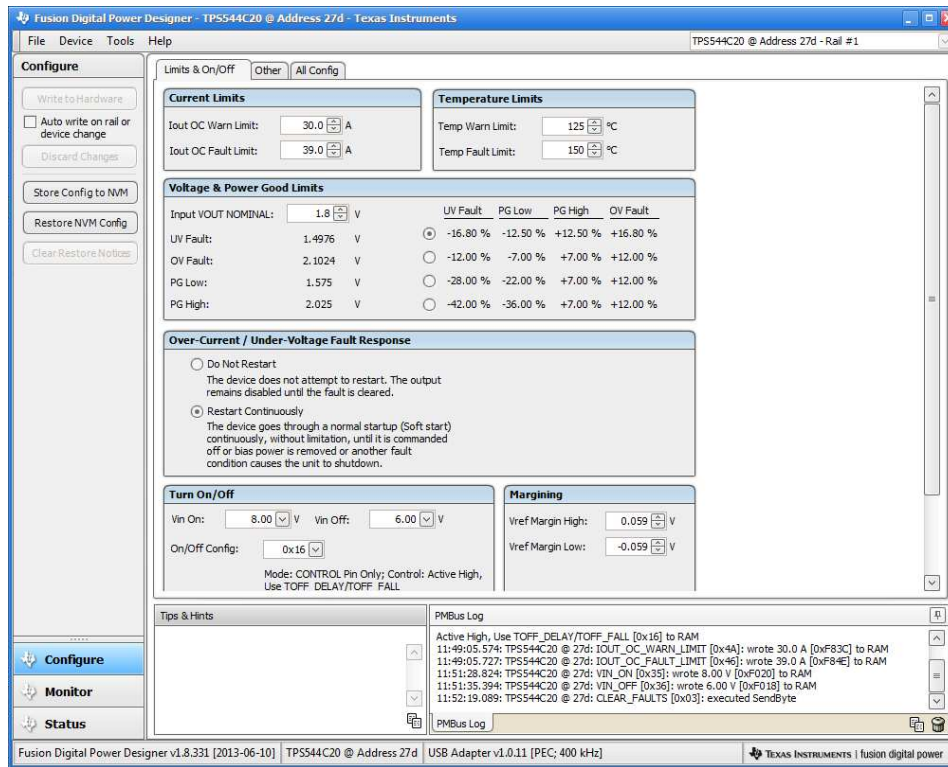 Fusion Digital Power Designer - TPS544C20 @ Address 27d - Texas Instruments
File Device Tools Help
TPS544C20 @ Address 27d - Rail #1
Configure
Write to Hardware
Auto write on rail or
device change
Discard Changes
Store Config to NVM
Restore NVM Config
Clear Restore Notices
Limits & On/Off Other All Config
Current Limits
Iout OC Warn Limit: 30.0 A
Iout OC Fault Limit: 39.0 A
Temperature Limits
Temp Warn Limit: 125 °C
Temp Fault Limit: 150 °C
Voltage & Power Good Limits
Input VOUT NOMINAL: 1.8 V
UV Fault: 1.4976 V
OV Fault: 2.1024 V
PG Low: 1.575 V
PG High: 2.025 V
UV Fault PG Low PG High OV Fault
-16.80 % -12.50 % +12.50 % +16.80 %
-12.00 % -7.00 % +7.00 % +12.00 %
-28.00 % -22.00 % +7.00 % +12.00 %
-42.00 % -36.00 % +7.00 % +12.00 %
Over-Current / Under-Voltage Fault Response
Do Not Restart
The device does not attempt to restart. The output
remains disabled until the fault is cleared.
Restart Continuously
The device goes through a normal startup (Soft start)
continuously, without limitation, until it is commanded
off or bias power is removed or another fault
condition causes the unit to shutdown.
Turn On/Off
Vin On: 8.00 V Vin Off: 6.00 V
On/Off Config: 0x16
Mode: CONTROL Pin Only; Control: Active High,
Use TOFF_DELAY/TOFF_FALL
Margining
Vref Margin High: 0.059 V
Vref Margin Low: -0.059 V
Tips & Hints
PMBus Log
Active High, Use TOFF_DELAY/TOFF_FALL [0x16] to RAM
11:49:05.574: TPS544C20 @ 27d: IOUT_OC_WARN_LIMIT [0x4A]: wrote 30.0 A [0xF83C] to RAM
11:49:05.727: TPS544C20 @ 27d: IOUT_OC_FAULT_LIMIT [0x46]: wrote 39.0 A [0xF84E] to RAM
11:51:28.824: TPS544C20 @ 27d: VIN_ON [0x35]: wrote 8.00 V [0xF020] to RAM
11:51:35.394: TPS544C20 @ 27d: VIN_OFF [0x36]: wrote 6.00 V [0xF018] to RAM
11:52:19.089: TPS544C20 @ 27d: CLEAR_FAULTS [0x03]: executed SendByte
PMBus Log
Configure
Monitor
Status
Fusion Digital Power Designer v1.8.331 [2013-06-10] TPS544C20 @ Address 27d USB Adapter v1.0.11 [PEC; 400 kHz] TEXAS INSTRUMENTS | fusion digital power